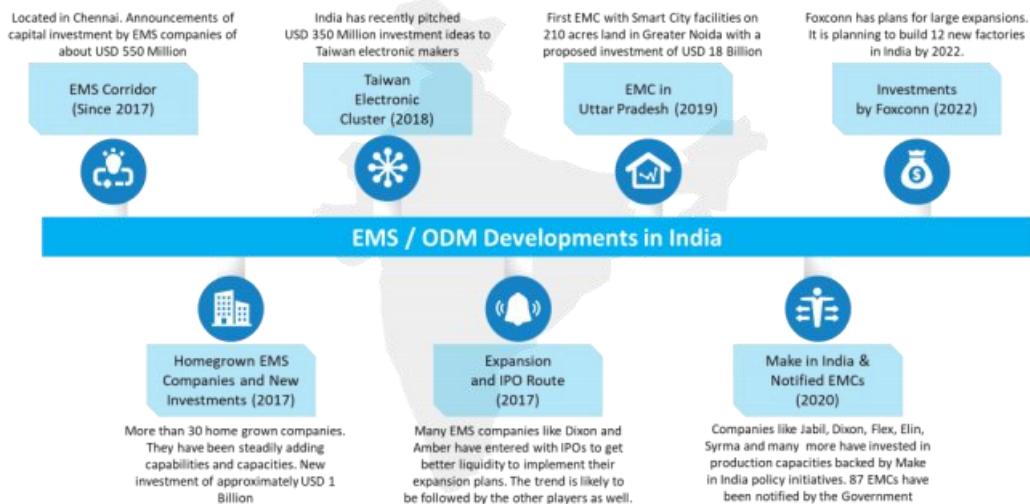 Located in Chennai. Announcements of
capital investment by EMS companies of
about USD 550 Million
EMS Corridor
(Since 2017)
India has recently pitched
USD 350 Million investment ideas to
Taiwan electronic makers
Taiwan
Electronic
Cluster (2018)
First EMC with Smart City facilities on
210 acres land in Greater Noida with a
proposed investment of USD 18 Billion
EMC in
Uttar Pradesh (2019)
Foxconn has plans for large expansions.
It is planning to build 12 new factories
in India by 2022.
Investments
by Foxconn (2022)
$
EMS / ODM Developments in India
Homegrown EMS
Companies and New
Investments (2017)
More than 30 home grown companies.
They have been steadily adding
capabilities and capacities. New
investment of approximately USD 1
Billion
Expansion
and IPO Route
(2017)
Many EMS companies like Dixon and
Amber have entered with IPOs to get
better liquidity to implement their
expansion plans. The trend is likely to
be followed by the other players as well.
Make in India &
Notified EMCs
(2020)
Companies like Jabil, Dixon, Flex, Elin,
Syrma and many more have invested in
production capacities backed by Make
in India policy initiatives. 87 EMCs have
been notified by the Government